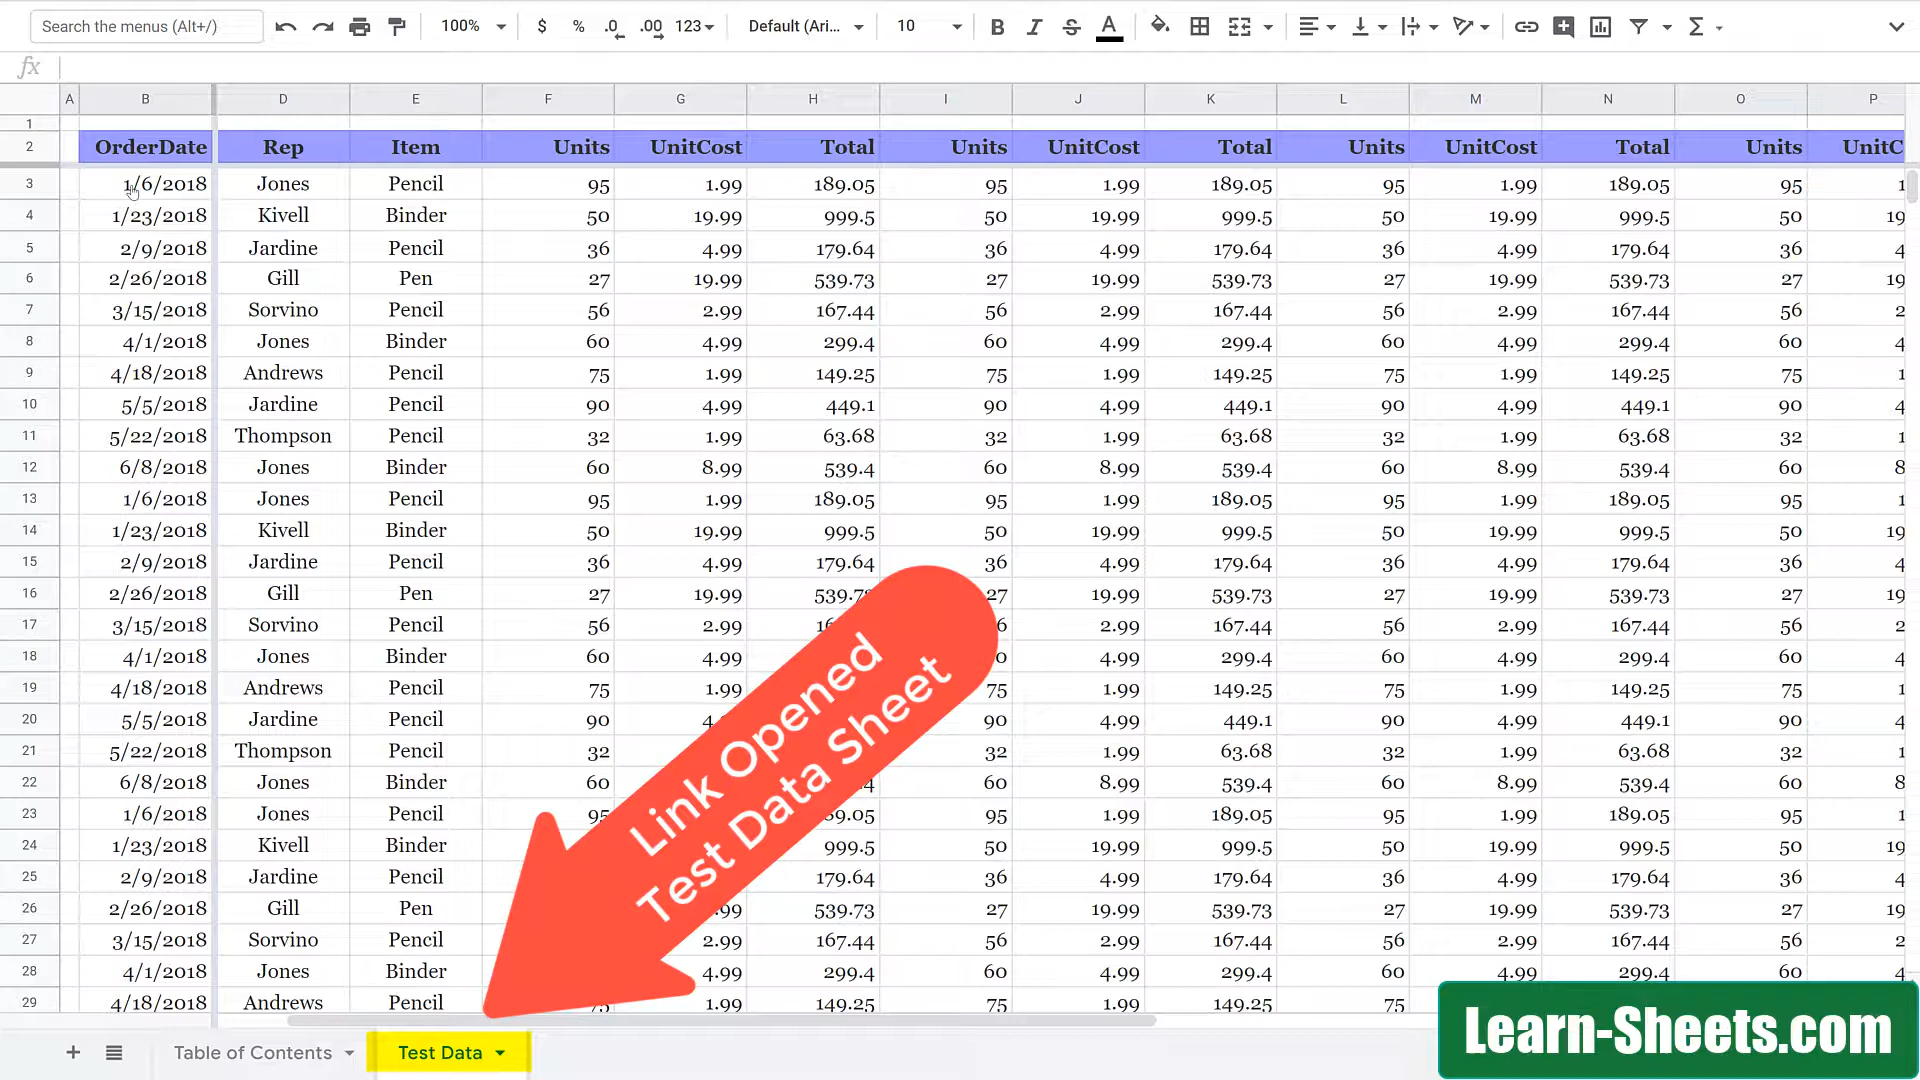 Search the menus (Alt+/) 100% $ % .0 .00 123 Default (Ari... 10 B I S A Σ
fx
A B D E F G H I J K L M N O P
1
2 OrderDate Rep Item Units UnitCost Total Units UnitCost Total Units UnitCost Total Units UnitC
3 1/6/2018 Jones Pencil 95 1.99 189.05 95 1.99 189.05 95 1.99 189.05 95 1
4 1/23/2018 Kivell Binder 50 19.99 999.5 50 19.99 999.5 50 19.99 999.5 50 19
5 2/9/2018 Jardine Pencil 36 4.99 179.64 36 4.99 179.64 36 4.99 179.64 36 4
6 2/26/2018 Gill Pen 27 19.99 539.73 27 19.99 539.73 27 19.99 539.73 27 19
7 3/15/2018 Sorvino Pencil 56 2.99 167.44 56 2.99 167.44 56 2.99 167.44 56 2
8 4/1/2018 Jones Binder 60 4.99 299.4 60 4.99 299.4 60 4.99 299.4 60 4
9 4/18/2018 Andrews Pencil 75 1.99 149.25 75 1.99 149.25 75 1.99 149.25 75 1
10 5/5/2018 Jardine Pencil 90 4.99 449.1 90 4.99 449.1 90 4.99 449.1 90 4
11 5/22/2018 Thompson Pencil 32 1.99 63.68 32 1.99 63.68 32 1.99 63.68 32 1
12 6/8/2018 Jones Binder 60 8.99 539.4 60 8.99 539.4 60 8.99 539.4 60 8
13 1/6/2018 Jones Pencil 95 1.99 189.05 95 1.99 189.05 95 1.99 189.05 95 1
14 1/23/2018 Kivell Binder 50 19.99 999.5 50 19.99 999.5 50 19.99 999.5 50 19
15 2/9/2018 Jardine Pencil 36 4.99 179.64 36 4.99 179.64 36 4.99 179.64 36 4
16 2/26/2018 Gill Pen 27 19.99 539.7 27 19.99 539.73 27 19.99 539.73 27 19
17 3/15/2018 Sorvino Pencil 56 2.99 6 2.99 167.44 56 2.99 167.44 56 2
18 4/1/2018 Jones Binder 60 4.99 0 4.99 299.4 60 4.99 299.4 60 4
19 4/18/2018 Andrews Pencil 75 1.99 75 1.99 149.25 75 1.99 149.25 75 1
20 5/5/2018 Jardine Pencil 90 4. 90 4.99 449.1 90 4.99 449.1 90 4
21 5/22/2018 Thompson Pencil 32 32 1.99 63.68 32 1.99 63.68 32 1
22 6/8/2018 Jones Binder 60 4 60 8.99 539.4 60 8.99 539.4 60 8
23 1/6/2018 Jones Pencil 95 9.05 95 1.99 189.05 95 1.99 189.05 95 1
24 1/23/2018 Kivell Binder 999.5 50 19.99 999.5 50 19.99 999.5 50 19
25 2/9/2018 Jardine Pencil 179.64 36 4.99 179.64 36 4.99 179.64 36 4
26 2/26/2018 Gill Pen .99 539.73 27 19.99 539.73 27 19.99 539.73 27 19
27 3/15/2018 Sorvino Pencil 2.99 167.44 56 2.99 167.44 56 2.99 167.44 56 2
28 4/1/2018 Jones Binder 4.99 299.4 60 4.99 299.4 60 4.99 299.4 60 4
29 4/18/2018 Andrews Pencil 75 1.99 149.25 75 1.99 149.25 75
Link Opened
Test Data Sheet
+ Table of Contents Test Data
Learn-Sheets.com